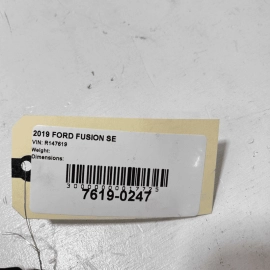 2019 FORD FUSION SE
VIN: R147619
Weight:
Dimensions:
7619-0247